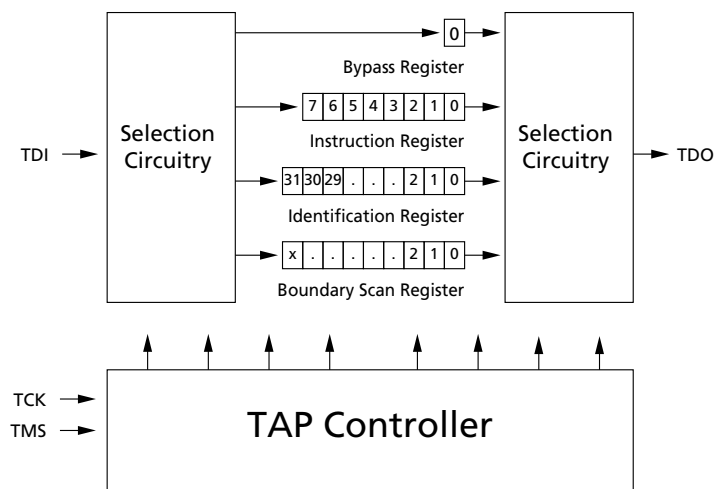 0
Bypass Register
7 6 5 4 3 2 1 0
Selection
Circuitry
Instruction Register
Selection
Circuitry
TDI
TDO
31 30 29 . . . 2 1 0
Identification Register
x . . . . . 2 1 0
Boundary Scan Register
TCK
TMS
TAP Controller